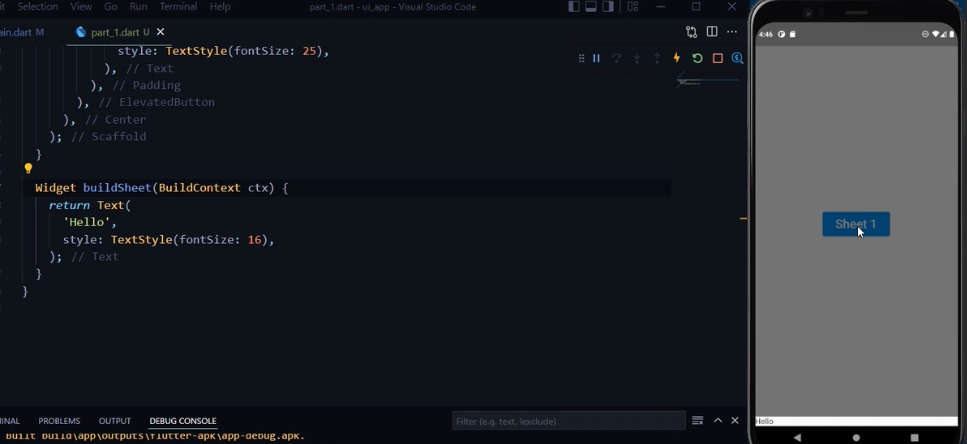 Selection View Go Run Terminal Help part_1.dart - ui_app - Visual Studio Code
ain.dart M part_1.dart U
style: TextStyle(fontSize: 25),
), // Text
), // Padding
), // ElevatedButton
), // Center
); // Scaffold
}
Widget buildSheet(BuildContext ctx) {
return Text(
'Hello',
style: TextStyle(fontSize: 16),
); // Text
}
}
INAL PROBLEMS OUTPUT DEBUG CONSOLE Filter (e.g. text, !exclude)
Built build\app\outputs\flutter-apk\app-debug.apk.
4:46
Sheet 1
Hello